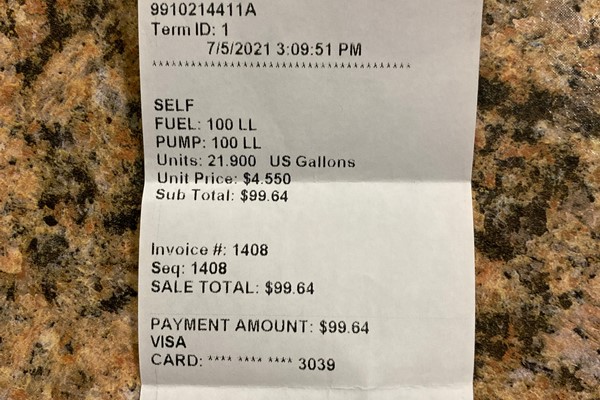 9910214411A
Term ID: 1
7/5/2021 3:09:51 PM
***************************************
SELF
FUEL: 100 LL
PUMP: 100 LL
Units: 21.900 US Gallons
Unit Price: $4.550
Sub Total: $99.64
Invoice #: 1408
Seq: 1408
SALE TOTAL: $99.64
PAYMENT AMOUNT: $99.64
VISA
CARD: **** **** **** 3039